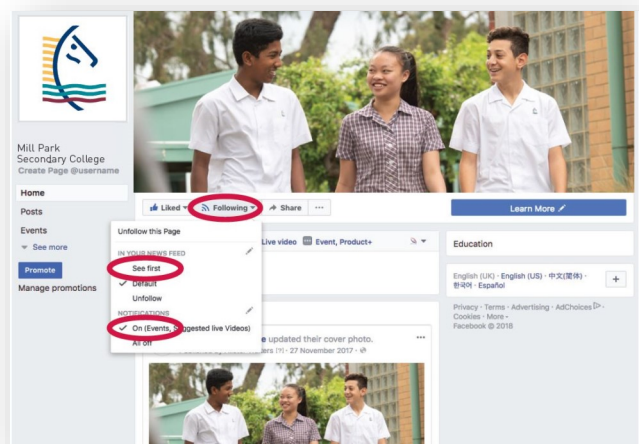 Mill Park
Secondary College
Create Page @username
Home
Posts
Events
See more
Promote
Manage promotions
Liked
Following
Share
Learn More
Unfollow this Page
IN YOUR NEWS FEED
See first
Default
Unfollow
NOTIFICATIONS
On (Events, Suggested live Videos)
All off
Live video
Event, Product+
updated their cover photo.
27 November 2017
Education
English (UK) · English (US) · 中文(简体) ·
한국어 · Español
Privacy · Terms · Advertising · AdChoices ·
Cookies · More
Facebook © 2018